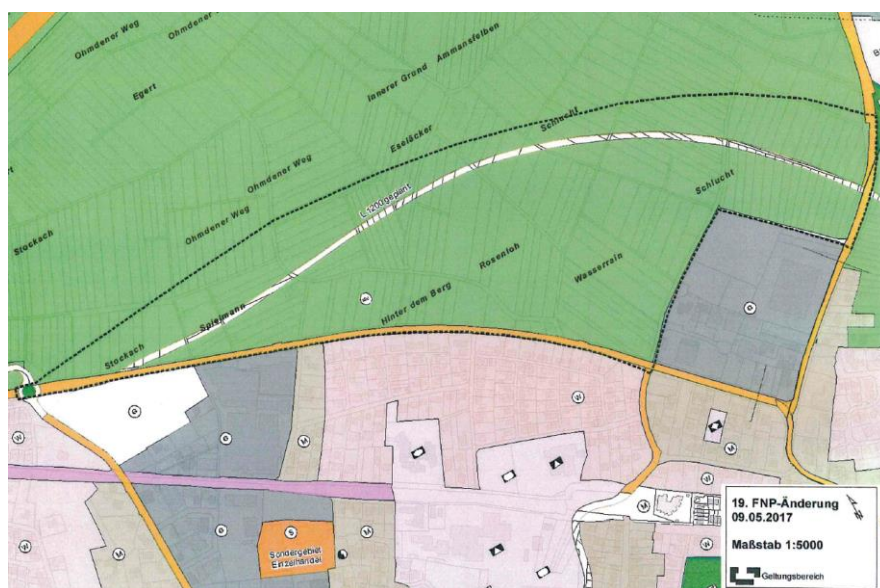 Ohmdener Weg
Ohmdener
Innerer Grund
Ammansfelben
Egert
Eseläcker
Schlucht
Ohmdener Weg
L 1200 geplant
Schlucht
Ohmdener Weg
Stockach
Rosenloh
Wasserrain
Spielmann
Hinter dem Berg
Stockach
G
G
G
M
W
W
M
W
M
M
M
S
Sondergebiet
Einzelhandel
19. FNP-Änderung
09.05.2017
Maßstab 1:5000
Geltungsbereich